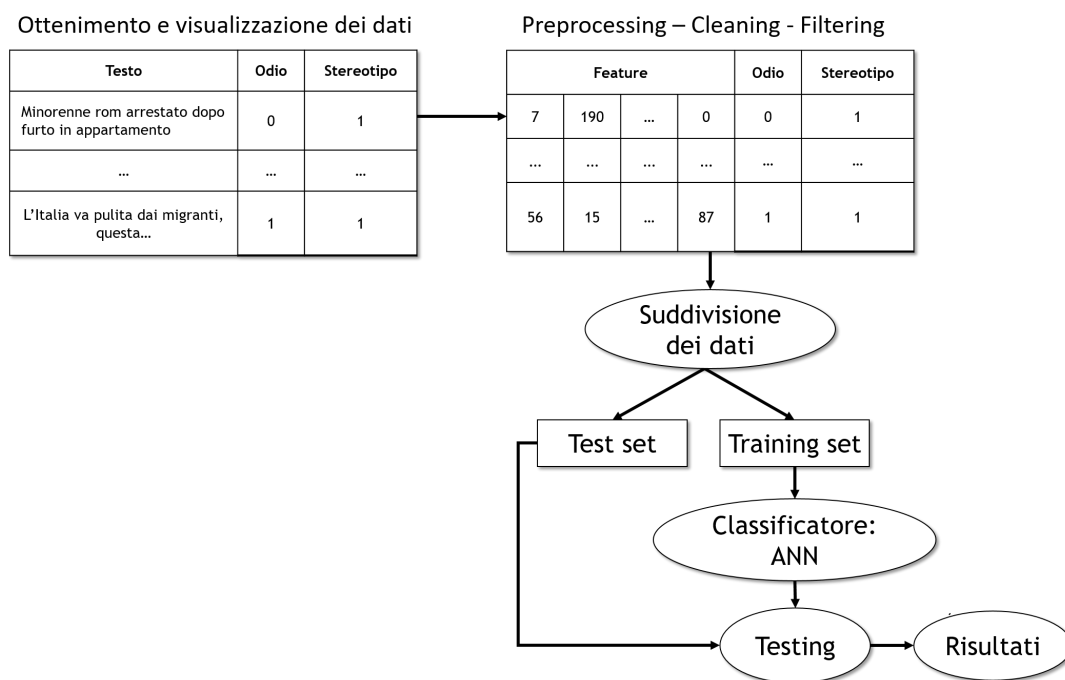 Ottenimento e visualizzazione dei dati
Testo Odio Stereotipo
Minorenne rom arrestato dopo
furto in appartamento
0 1
… … …
L'Italia va pulita dai migranti,
questa…
1 1
Preprocessing – Cleaning - Filtering
Feature Odio Stereotipo
7 190 … 0 0 1
… … … … … …
56 15 … 87 1 1
Suddivisione
dei dati
Test set
Training set
Classificatore:
ANN
Testing
Risultati